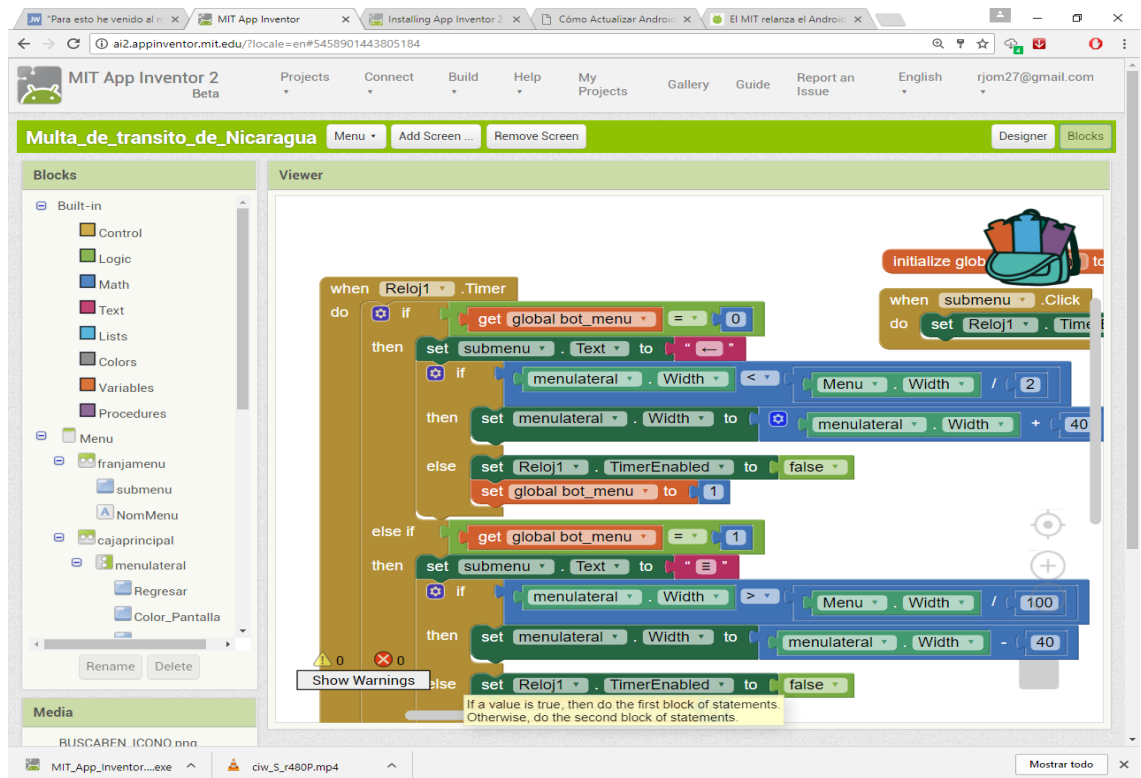 "Para esto he venido al m
MIT App Inventor
Installing App Inventor 2
Cómo Actualizar Android
El MIT relanza el Android
ai2.appinventor.mit.edu/?locale=en#5458901443805184
MIT App Inventor 2
Beta
Projects Connect Build Help My Projects Gallery Guide Report an Issue English rjom27@gmail.com
Multa_de_transito_de_Nicaragua Menu Add Screen ... Remove Screen Designer Blocks
Blocks
Viewer
Built-in
Control
Logic
Math
Text
Lists
Colors
Variables
Procedures
Menu
franjamenu
submenu
NomMenu
cajaprincipal
menulateral
Regresar
Color_Pantalla
Rename Delete
Media
BUSCAREN_ICONO.png
initialize glob to
when submenu .Click
do set Reloj1 . TimeE
when Reloj1 .Timer
do if get global bot_menu = 0
then set submenu . Text to " ← "
if menulateral . Width < Menu . Width / 2
then set menulateral . Width to menulateral . Width + 40
else set Reloj1 . TimerEnabled to false
set global bot_menu to 1
else if get global bot_menu = 1
then set submenu . Text to " ≡ "
if menulateral . Width > Menu . Width / 100
then set menulateral . Width to menulateral . Width - 40
else set Reloj1 . TimerEnabled to false
0 0
Show Warnings
If a value is true, then do the first block of statements.
Otherwise, do the second block of statements.
MIT_App_Inventor....exe
ciw_S_r480P.mp4
Mostrar todo